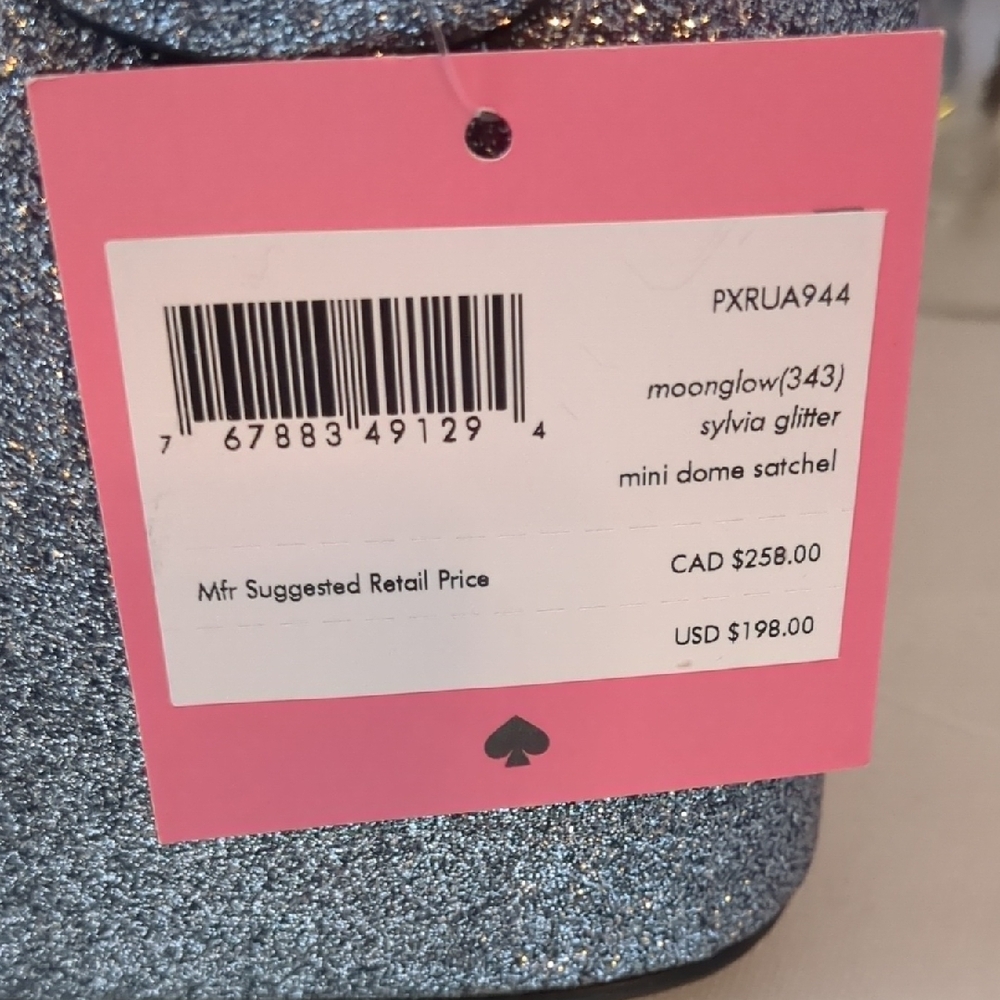 PXRUA944
7 67883 49129 4
moonglow(343)
sylvia glitter
mini dome satchel
Mfr Suggested Retail Price
CAD $258.00
USD $198.00